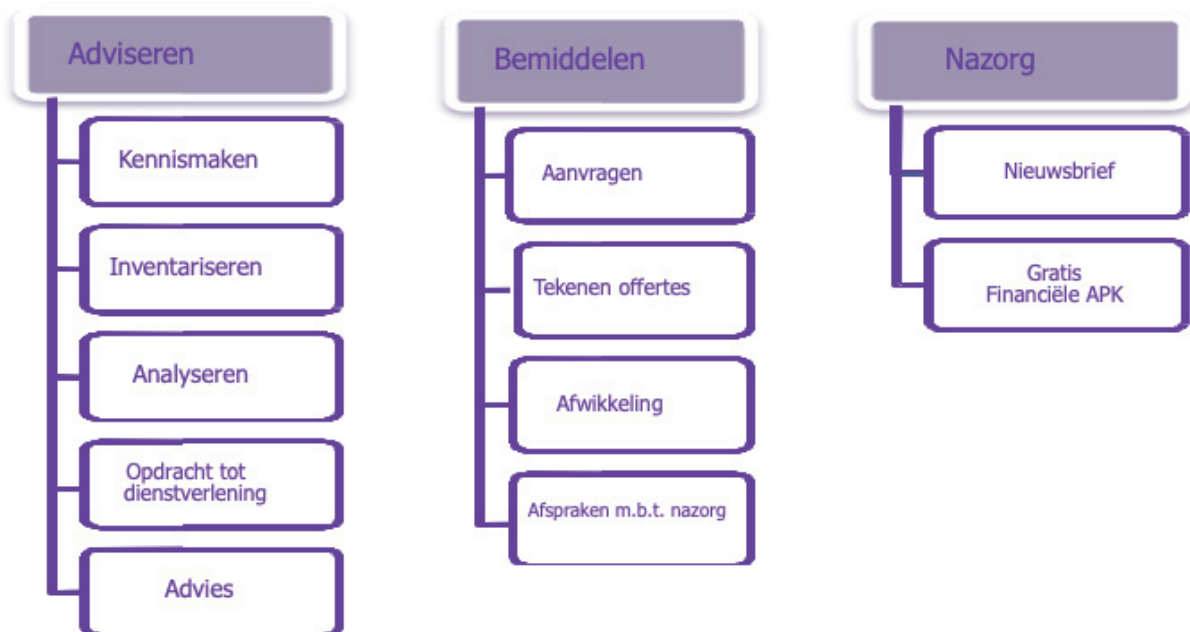 Adviseren
Kennismaken
Inventariseren
Analyseren
Opdracht tot
dienstverlening
Advies
Bemiddelen
Aanvragen
Tekenen offertes
Afwikkeling
Afspraken m.b.t. nazorg
Nazorg
Nieuwsbrief
Gratis
Financiële APK